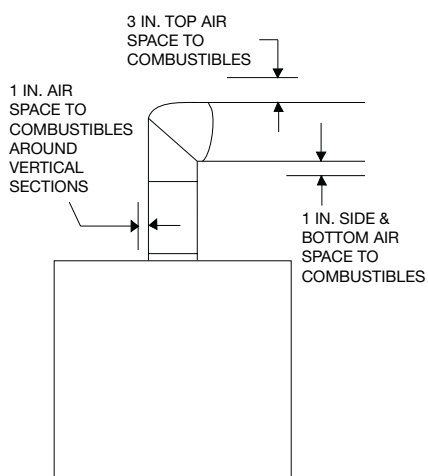 3 IN. TOP AIR
SPACE TO
COMBUSTIBLES
1 IN. AIR
SPACE TO
COMBUSTIBLES
AROUND
VERTICAL
SECTIONS
1 IN. SIDE &
BOTTOM AIR
SPACE TO
COMBUSTIBLES